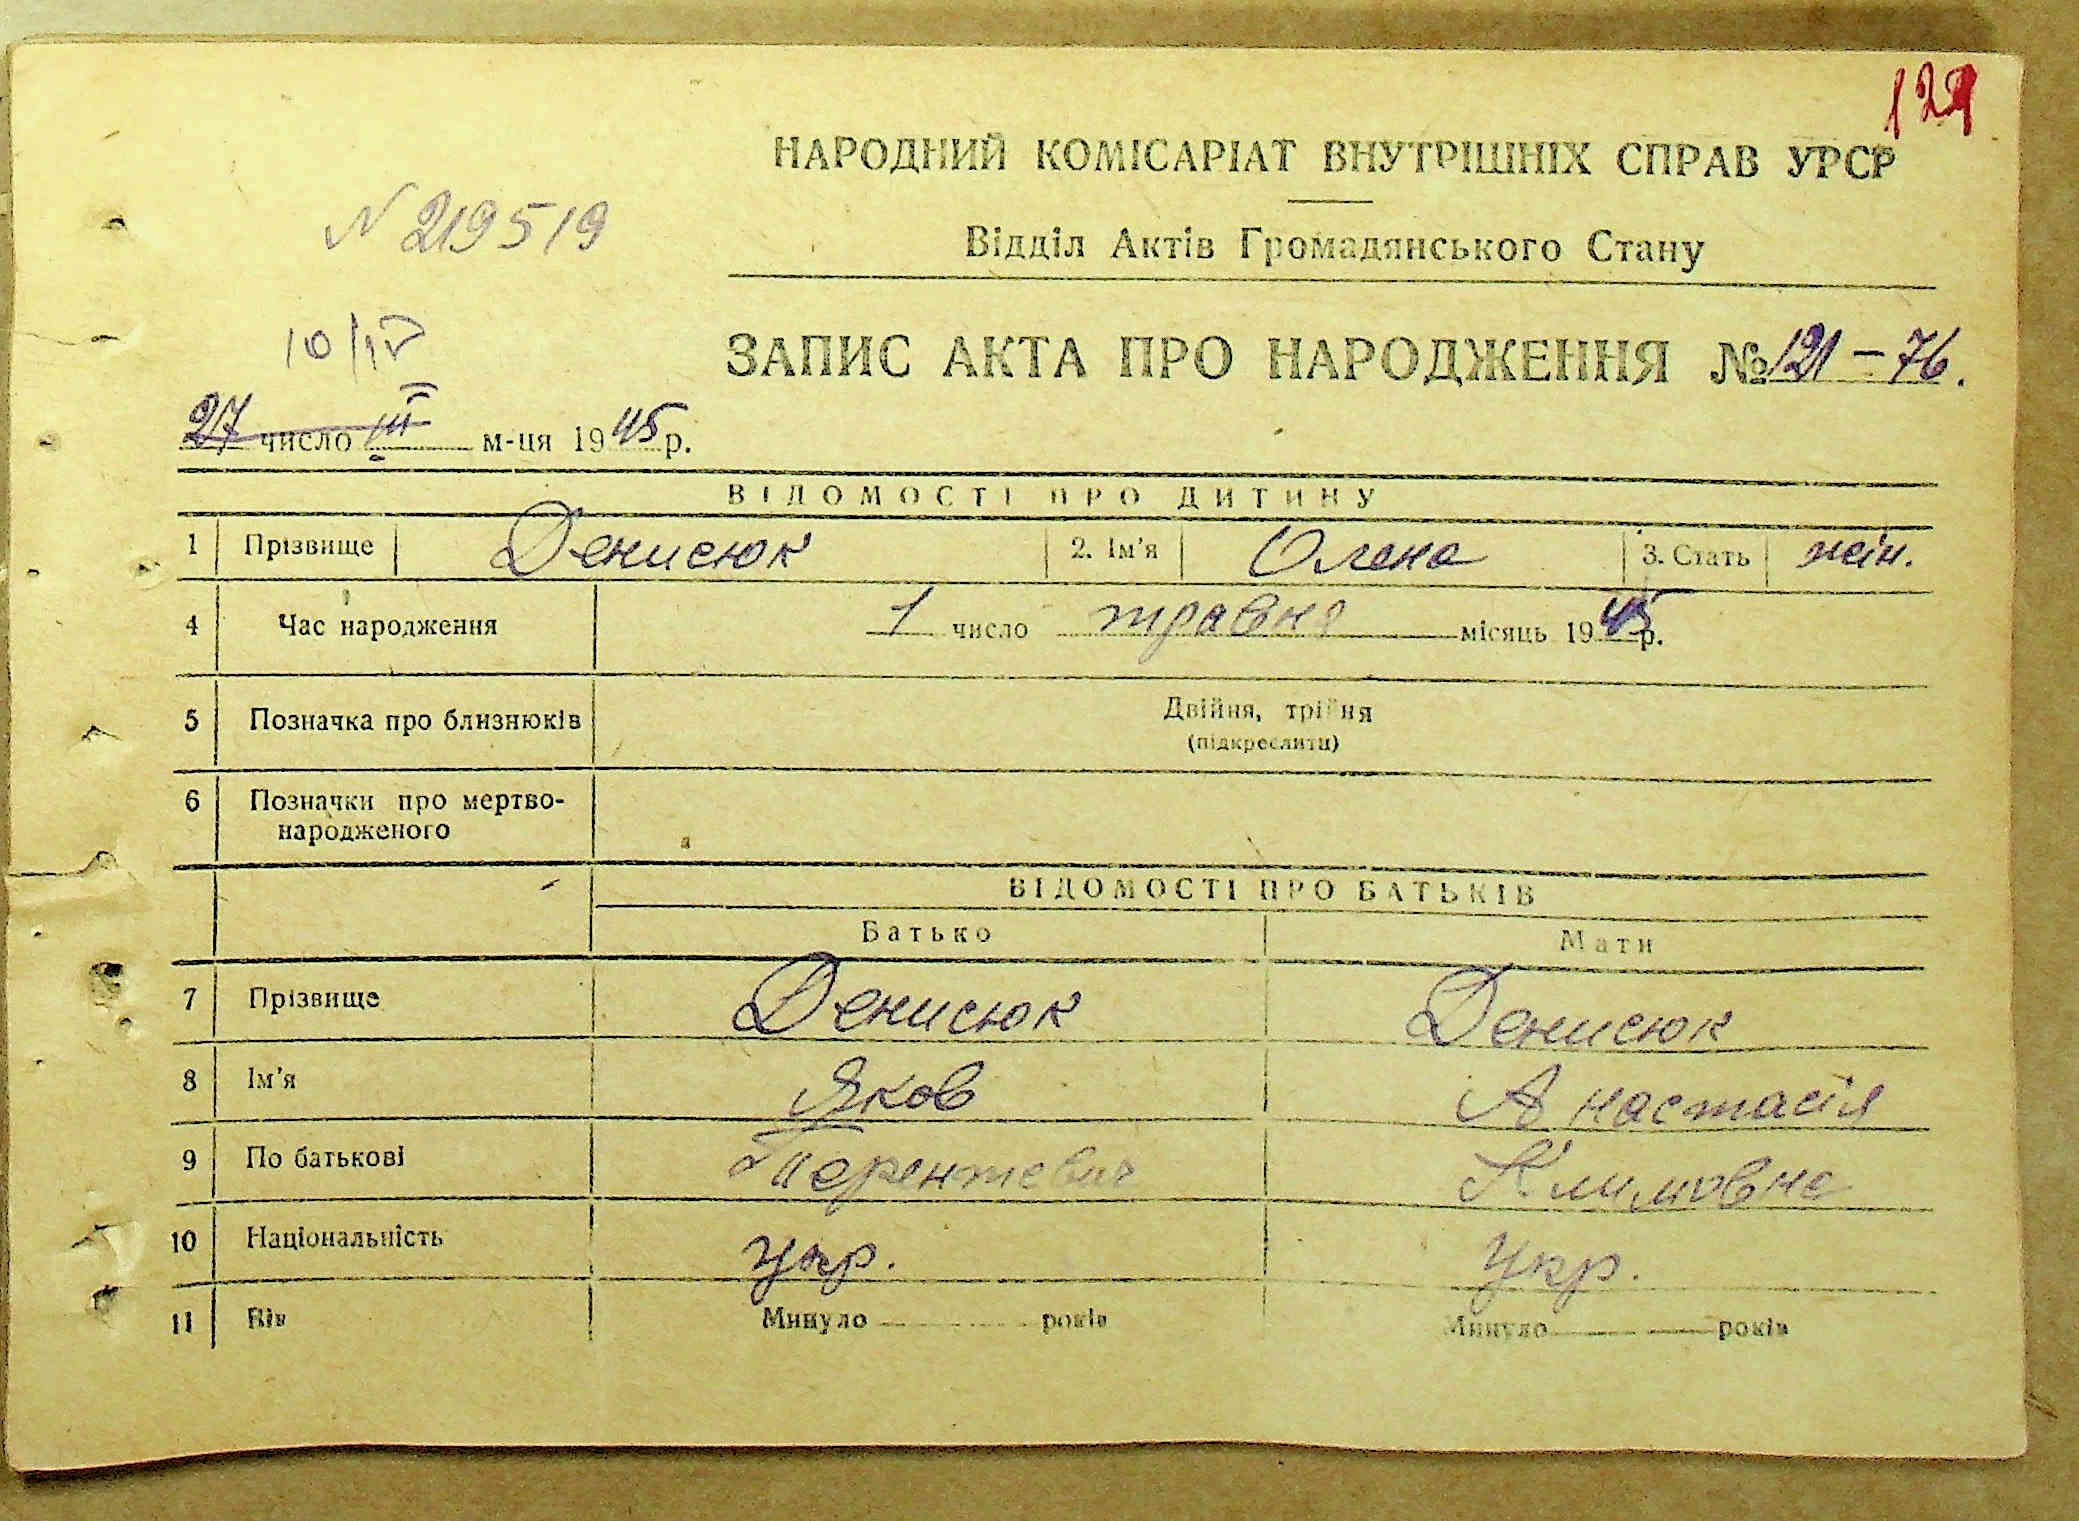 129
НАРОДНИЙ КОМІСАРІАТ ВНУТРІШНІХ СПРАВ УРСР
N 219519
Відділ Актів Громадянського Стану
10/IV
ЗАПИС АКТА ПРО НАРОДЖЕННЯ № 121 – 76.
27 число III м-ця 1945 р.
ВІДОМОСТІ ПРО ДИТИНУ
1 Прізвище Денисюк 2. Ім'я Олена 3. Стать жін.
4 Час народження 1 число травня місяць 1945 р.
5 Позначка про близнюків Двійня, трійня
(підкреслити)
6 Позначки про мертво-
народженого
ВІДОМОСТІ ПРО БАТЬКІВ
Батько Мати
7 Прізвище Денисюк Денисюк
8 Ім'я Яков Анастасія
9 По батькові Терентевич Климовна
10 Національність укр. Укр.
11 Вік Минуло років Минуло років